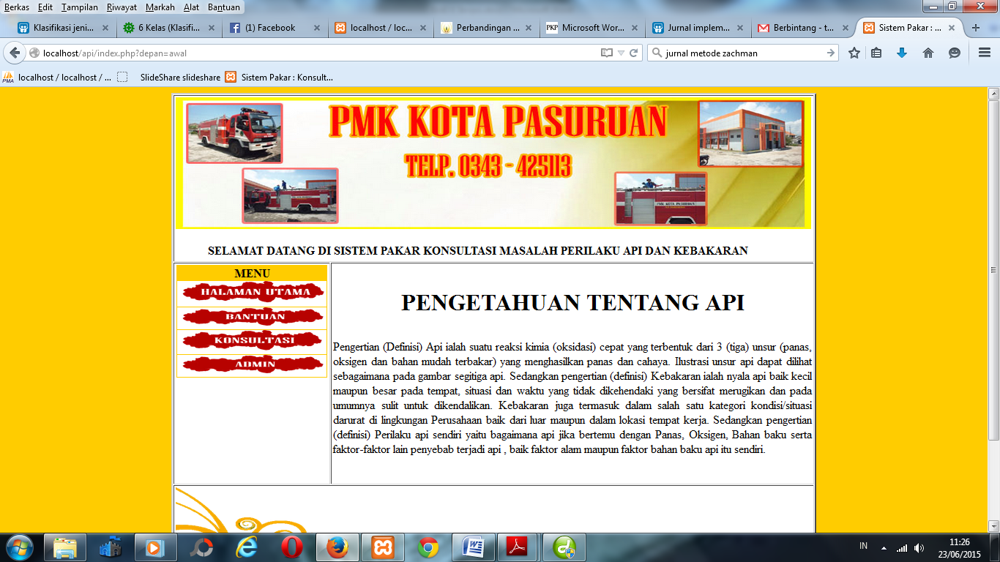 Berkas Edit Tampilan Riwayat Markah Alat Bantuan
Klasifikasi jeni... 6 Kelas (Klasifi... (1) Facebook localhost / loc... Perbandingan ... PKP Microsoft Wor... Jurnal implem... Berbintang - t... Sistem Pakar : ...
localhost/api/index.php?depan=awal jurnal metode zachman
PMA localhost / localhost / ... SlideShare slideshare Sistem Pakar : Konsult...
PMK KOTA PASURUAN
TELP. 0343 - 425113
PMK KOTA PASURUAN
SELAMAT DATANG DI SISTEM PAKAR KONSULTASI MASALAH PERILAKU API DAN KEBAKARAN
MENU
HALAMAN UTAMA
BANTUAN
KONSULTASI
ADMIN
PENGETAHUAN TENTANG API
Pengertian (Definisi) Api ialah suatu reaksi kimia (oksidasi) cepat yang terbentuk dari 3 (tiga) unsur (panas,
oksigen dan bahan mudah terbakar) yang menghasilkan panas dan cahaya. Ilustrasi unsur api dapat dilihat
sebagaimana pada gambar segitiga api. Sedangkan pengertian (definisi) Kebakaran ialah nyala api baik kecil
maupun besar pada tempat, situasi dan waktu yang tidak dikehendaki yang bersifat merugikan dan pada
umumnya sulit untuk dikendalikan. Kebakaran juga termasuk dalam salah satu kategori kondisi/situasi
darurat di lingkungan Perusahaan baik dari luar maupun dalam lokasi tempat kerja. Sedangkan pengertian
(definisi) Perilaku api sendiri yaitu bagaimana api jika bertemu dengan Panas, Oksigen, Bahan baku serta
faktor-faktor lain penyebab terjadi api , baik faktor alam maupun faktor bahan baku api itu sendiri.
IN 11:26
23/06/2015